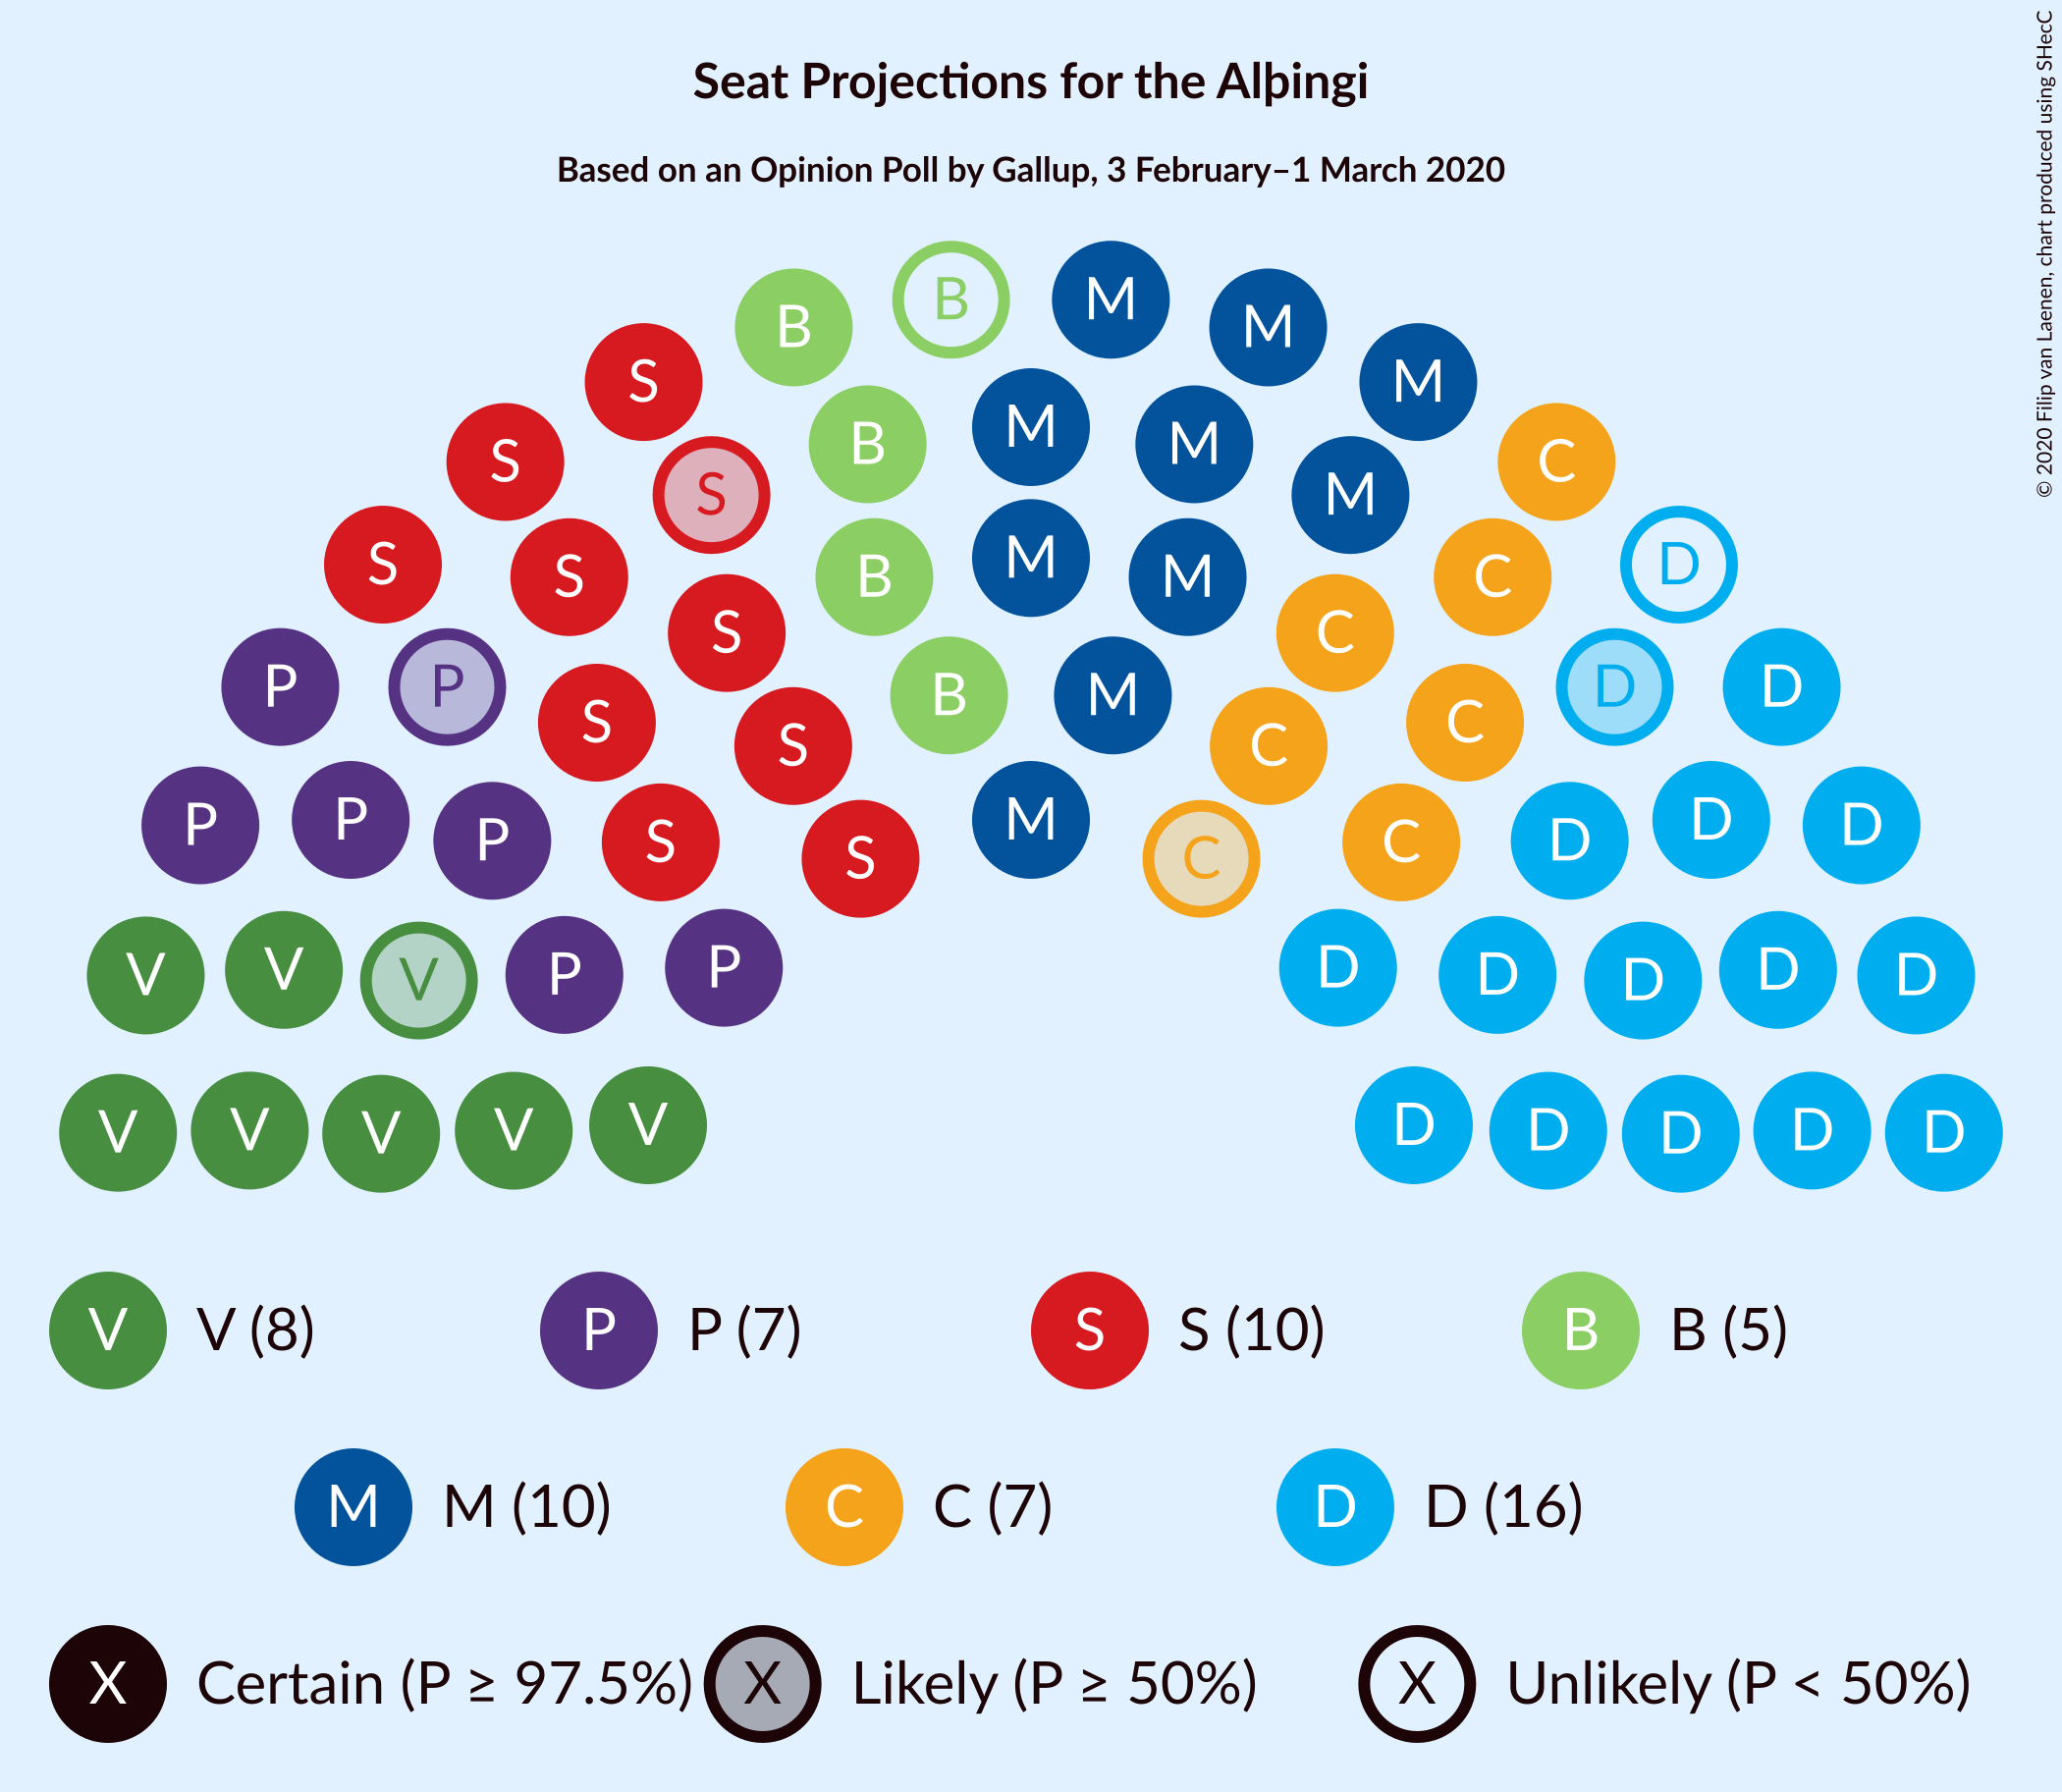 Seat Projections for the Alþingi
Based on an Opinion Poll by Gallup, 3 February–1 March 2020
© 2020 Filip van Laenen, chart produced using SHecC
B M
B M
S M
M
B M
S C
S M
S D
M
S B M C
S C
P P D D
B M
S C
S C
P D
P D
P D
M
S C
S C
P P D D
V D
V V D D
P D
V V V V V D D D D D
V V (8) P P (7) S S (10) B B (5)
M M (10) C C (7) D D (16)
X Certain (P ≥ 97.5%) X Likely (P ≥ 50%) X Unlikely (P < 50%)